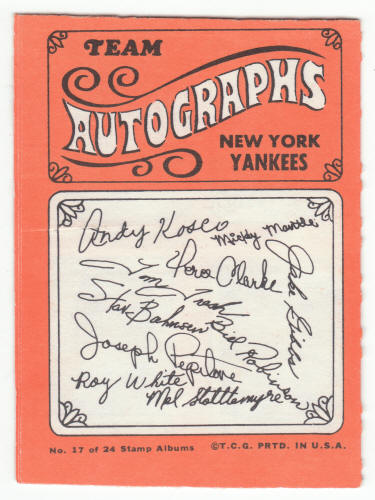 TEAM
AUTOGRAPHS
NEW YORK
YANKEES
Andy Kosco
Micky Mantle
Horace Clarke
Jake Gibbs
Tom Tresh
Stan Bahnsen
Bill Robinson
Joseph Pepitone
Roy White
Mel Stottlemyre
No. 17 of 24 Stamp Albums
©T.C.G. PRTD. IN U.S.A.